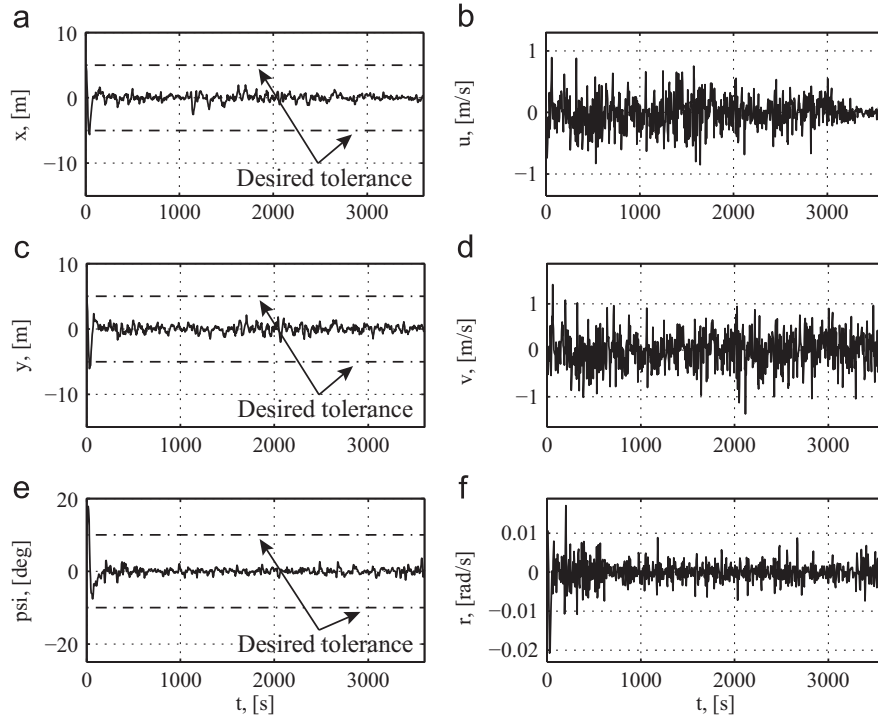 a
10
0
−10
x, [m]
0
1000
2000
3000
Desired tolerance
b
1
0
−1
u, [m/s]
0
1000
2000
3000
c
10
0
−10
y, [m]
0
1000
2000
3000
Desired tolerance
d
1
0
−1
v, [m/s]
0
1000
2000
3000
e
20
0
−20
psi, [deg]
0
1000
2000
3000
t, [s]
Desired tolerance
f
0.01
0
−0.01
−0.02
r, [rad/s]
0
1000
2000
3000
t, [s]